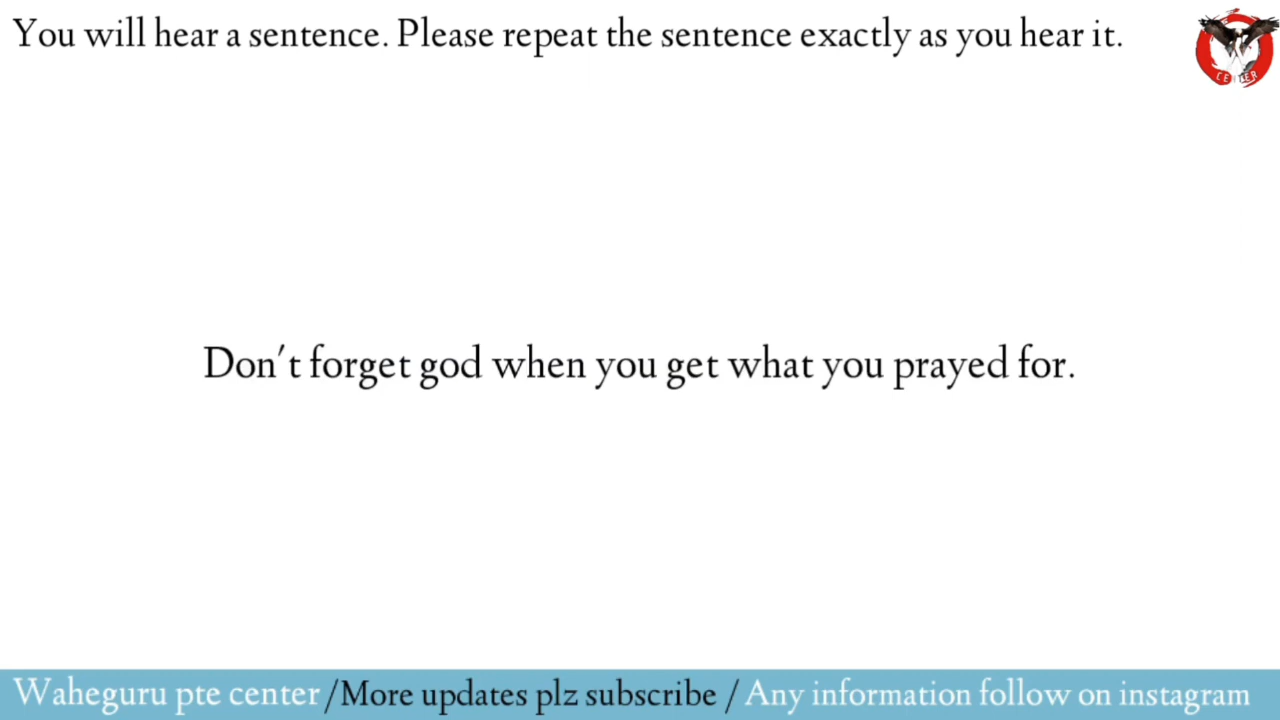 You will hear a sentence. Please repeat the sentence exactly as you hear it.
CENTER
Don't forget god when you get what you prayed for.
Waheguru pte center /More updates plz subscribe / Any information follow on instagram